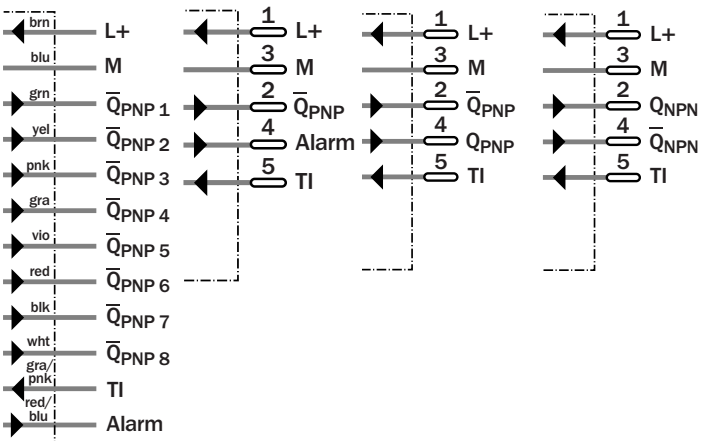 brn L+
blu M
grn Q̅PNP 1
yel Q̅PNP 2
pnk Q̅PNP 3
gra Q̅PNP 4
vio Q̅PNP 5
red Q̅PNP 6
blk Q̅PNP 7
wht Q̅PNP 8
gra/
pnk TI
red/
blu Alarm
1 L+
3 M
2 Q̅PNP
4 Alarm
5 TI
1 L+
3 M
2 Q̅PNP
4 QPNP
5 TI
1 L+
3 M
2 QNPN
4 Q̅NPN
5 TI